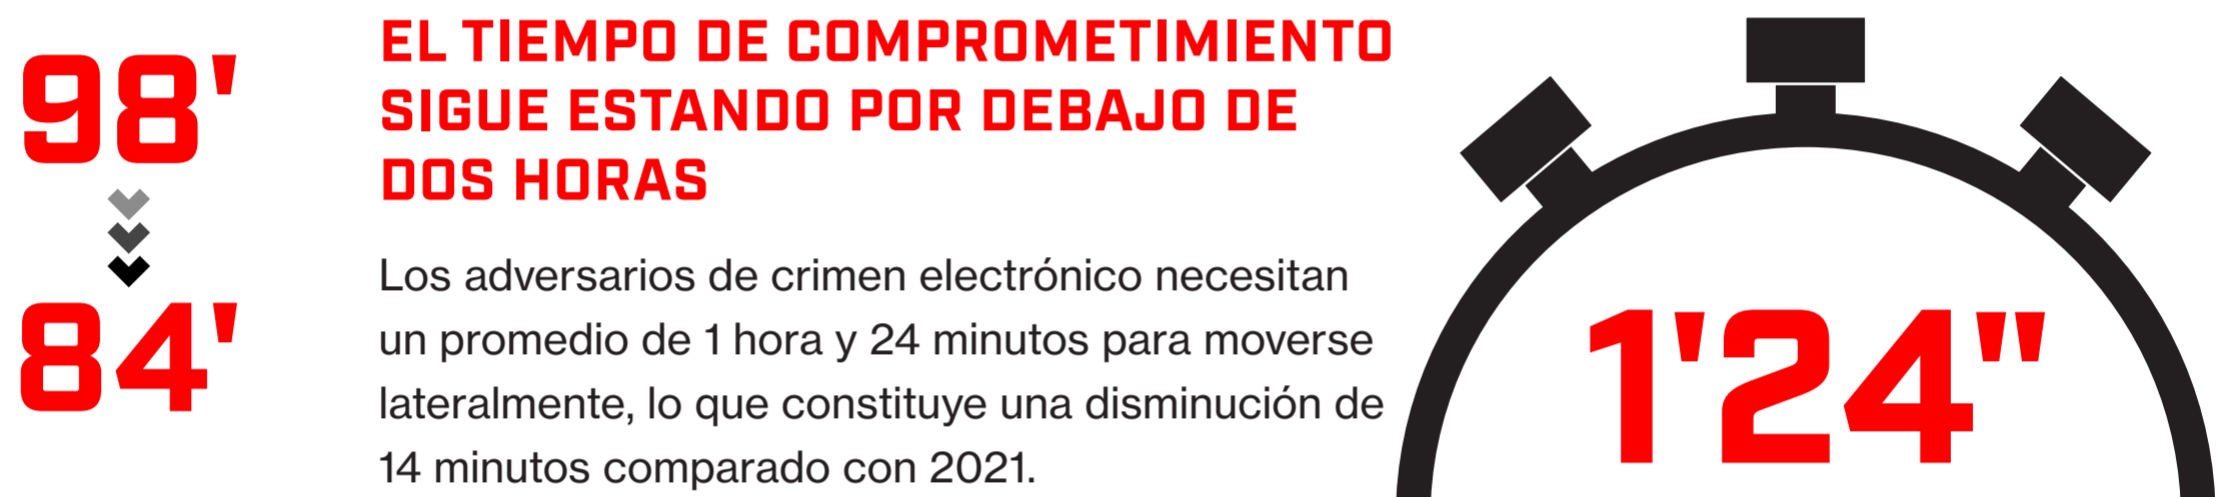 98'
84'
EL TIEMPO DE COMPROMETIMIENTO
SIGUE ESTANDO POR DEBAJO DE
DOS HORAS
Los adversarios de crimen electrónico necesitan
un promedio de 1 hora y 24 minutos para moverse
lateralmente, lo que constituye una disminución de
14 minutos comparado con 2021.
1'24"